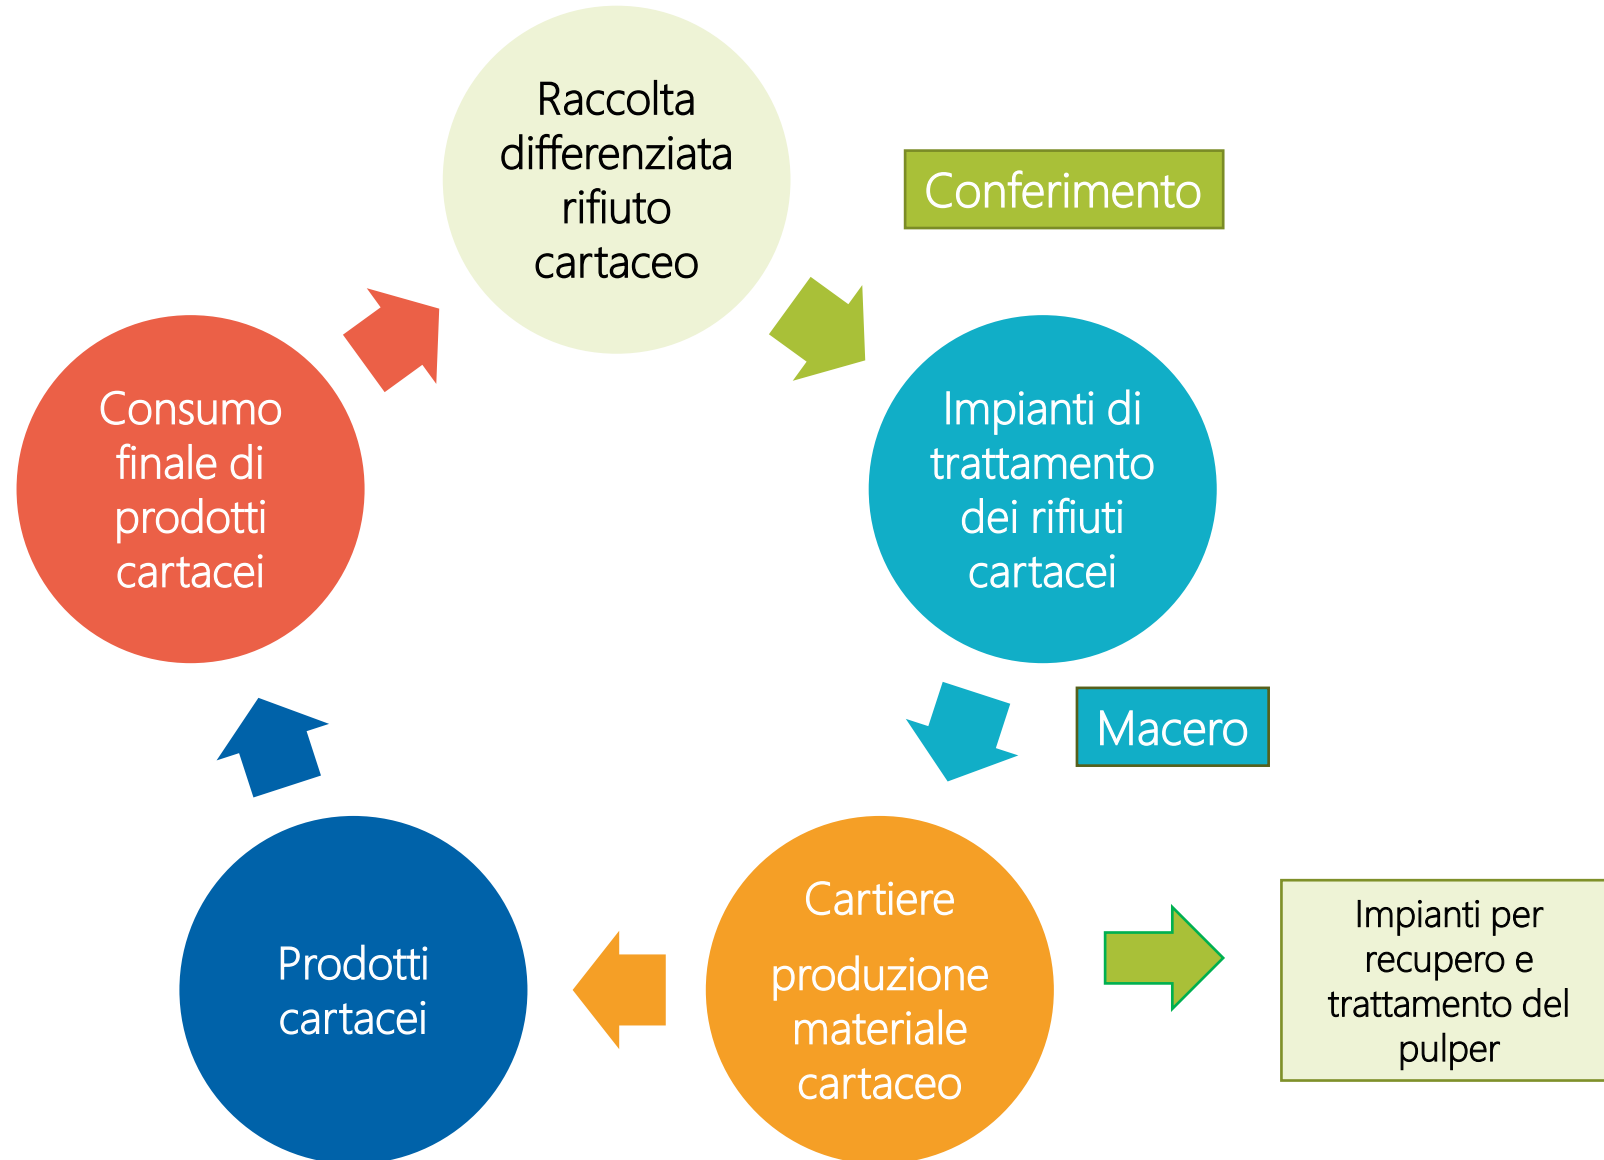 Raccolta
differenziata
rifiuto
cartaceo
Conferimento
Consumo
finale di
prodotti
cartacei
Impianti di
trattamento
dei rifiuti
cartacei
Macero
Cartiere
produzione
materiale
cartaceo
Impianti per
recupero e
trattamento del
pulper
Prodotti
cartacei